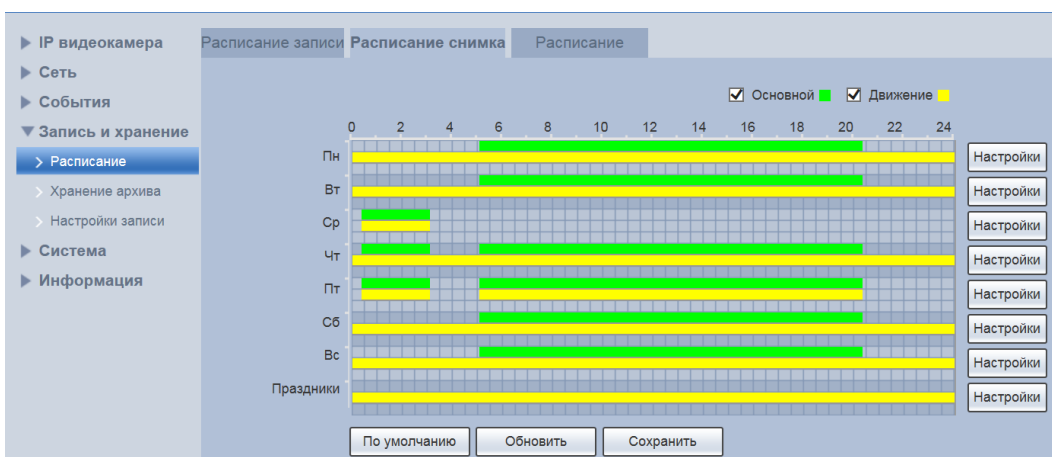 IP видеокамера
Сеть
События
Запись и хранение
Расписание
Хранение архива
Настройки записи
Система
Информация
Расписание записи Расписание снимка Расписание
Основной Движение
0 2 4 6 8 10 12 14 16 18 20 22 24
Пн Настройки
Вт Настройки
Ср Настройки
Чт Настройки
Пт Настройки
Сб Настройки
Вс Настройки
Праздники Настройки
По умолчанию Обновить Сохранить